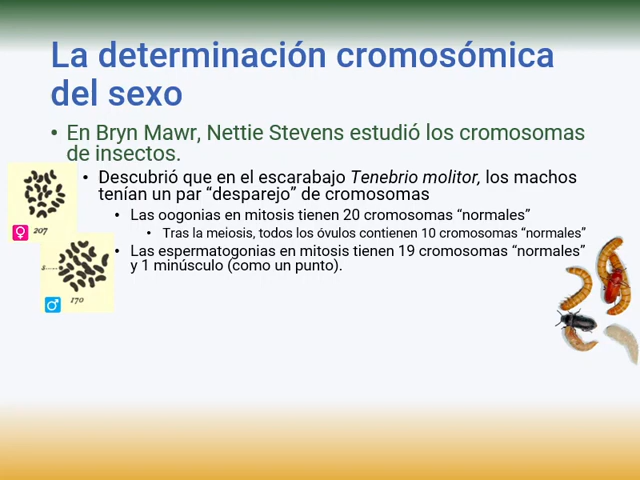 La determinación cromosómica
del sexo
• En Bryn Mawr, Nettie Stevens estudió los cromosomas
de insectos.
• Descubrió que en el escarabajo Tenebrio molitor, los machos
tenían un par “desparejo” de cromosomas
• Las oogonias en mitosis tienen 20 cromosomas “normales”
• Tras la meiosis, todos los óvulos contienen 10 cromosomas “normales”
• Las espermatogonias en mitosis tienen 19 cromosomas “normales”
y 1 minúsculo (como un punto).
♀ 207
s
♂ 170